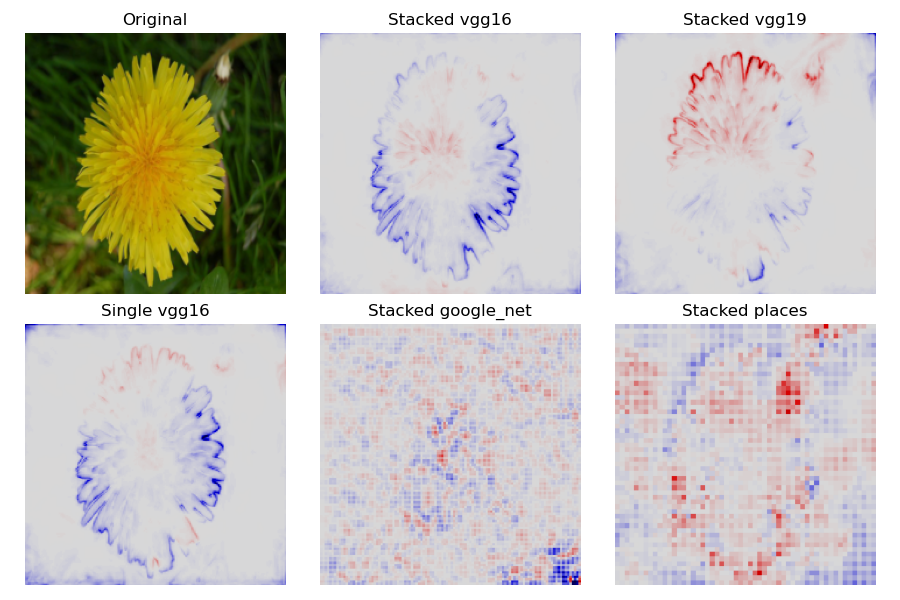 Original
Stacked vgg16
Stacked vgg19
Single vgg16
Stacked google_net
Stacked places